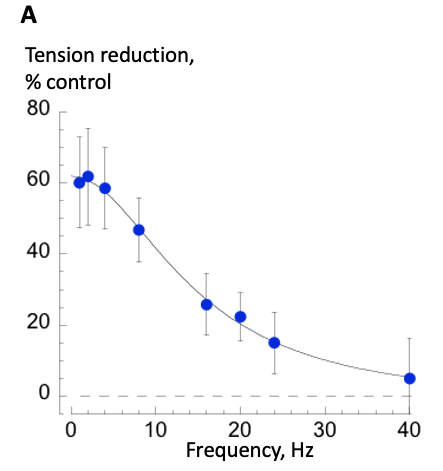 A
Tension reduction,
% control
80
60
40
20
0
0 10 20 30 40
Frequency, Hz